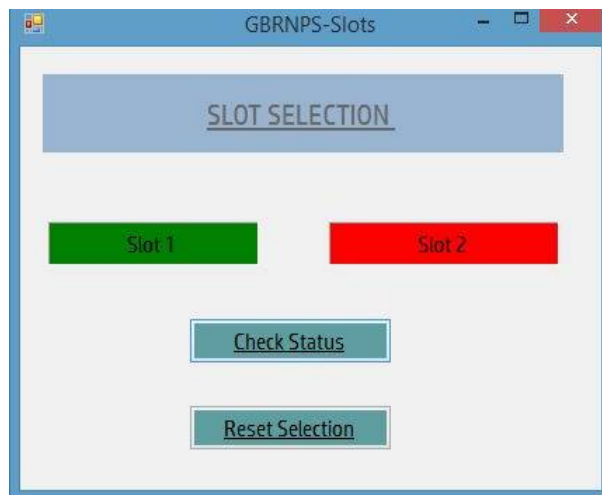 GBRNPS-Slots
SLOT SELECTION
Slot 1
Slot 2
Check Status
Reset Selection